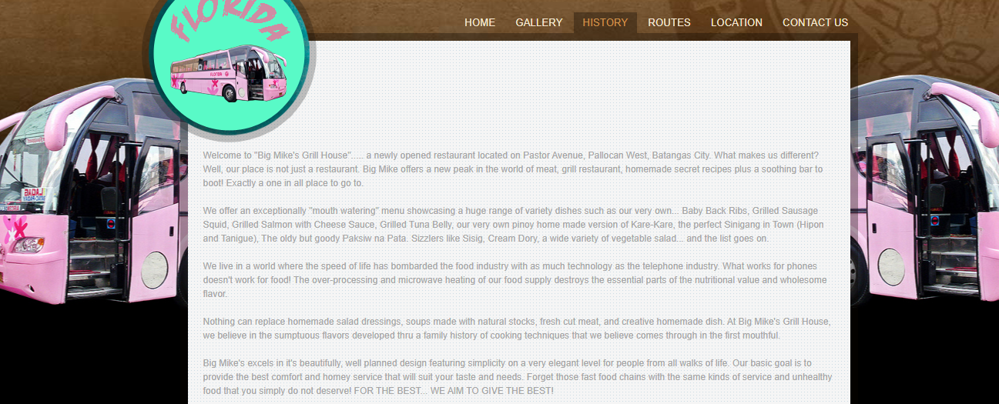 FLORIDA
HOME GALLERY HISTORY ROUTES LOCATION CONTACT US
FLORIDA
Welcome to "Big Mike's Grill House"..... a newly opened restaurant located on Pastor Avenue, Pallocan West, Batangas City. What makes us different?
Well, our place is not just a restaurant. Big Mike offers a new peak in the world of meat, grill restaurant, homemade secret recipes plus a soothing bar to
boot! Exactly a one in all place to go to.
We offer an exceptionally "mouth watering" menu showcasing a huge range of variety dishes such as our very own... Baby Back Ribs, Grilled Sausage
Squid, Grilled Salmon with Cheese Sauce, Grilled Tuna Belly, our very own pinoy home made version of Kare-Kare, the perfect Sinigang in Town (Hipon
and Tanigue), The oldy but goody Paksiw na Pata. Sizzlers like Sisig, Cream Dory, a wide variety of vegetable salad... and the list goes on.
We live in a world where the speed of life has bombarded the food industry with as much technology as the telephone industry. What works for phones
doesn't work for food! The over-processing and microwave heating of our food supply destroys the essential parts of the nutritional value and wholesome
flavor.
Nothing can replace homemade salad dressings, soups made with natural stocks, fresh cut meat, and creative homemade dish. At Big Mike's Grill House,
we believe in the sumptuous flavors developed thru a family history of cooking techniques that we believe comes through in the first mouthful.
Big Mike's excels in it's beautifully, well planned design featuring simplicity on a very elegant level for people from all walks of life. Our basic goal is to
provide the best comfort and homey service that will suit your taste and needs. Forget those fast food chains with the same kinds of service and unhealthy
food that you simply do not deserve! FOR THE BEST... WE AIM TO GIVE THE BEST!